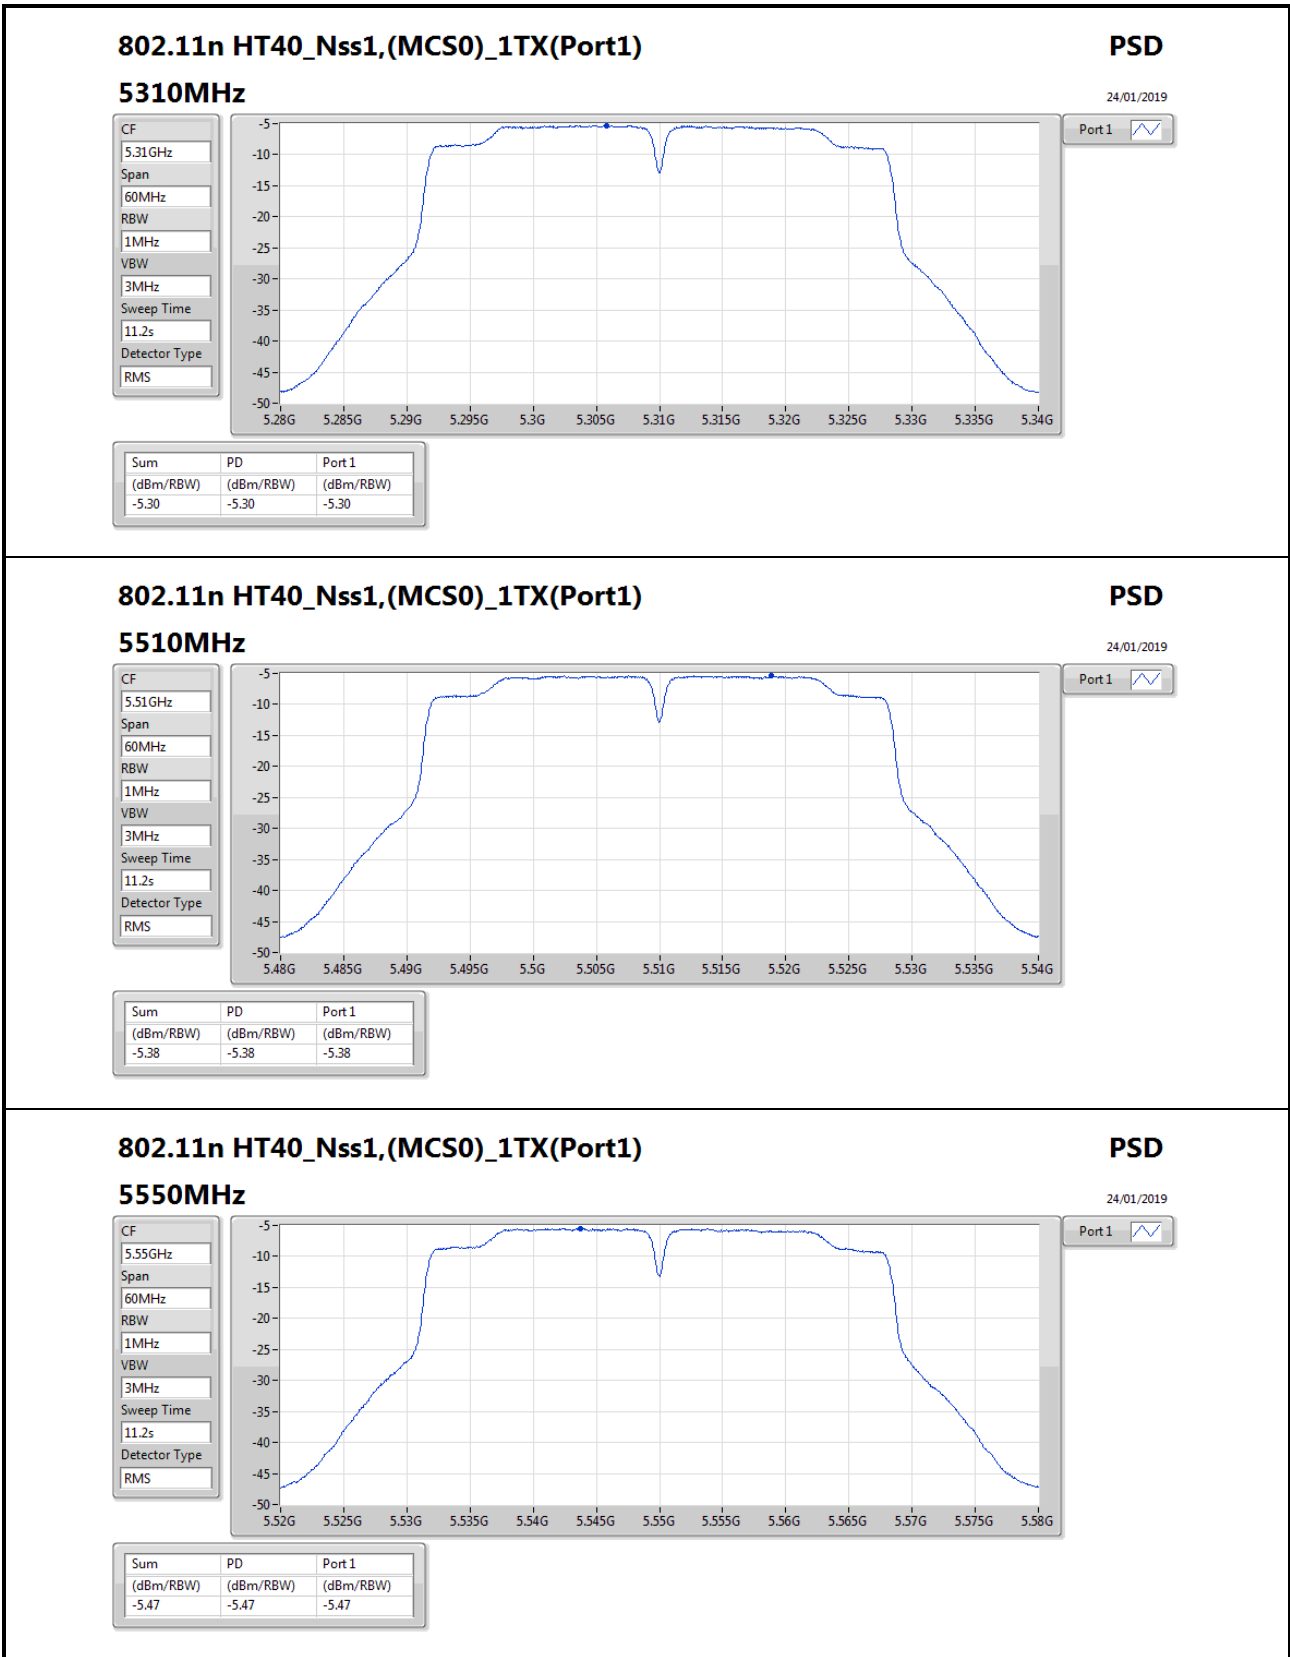 802.11n HT40_Nss1,(MCS0)_1TX(Port1) PSD
5310MHz 24/01/2019
CF
5.31GHz
Span
60MHz
RBW
1MHz
VBW
3MHz
Sweep Time
11.2s
Detector Type
RMS
-5
-10
-15
-20
-25
-30
-35
-40
-45
-50
5.28G 5.285G 5.29G 5.295G 5.3G 5.305G 5.31G 5.315G 5.32G 5.325G 5.33G 5.335G 5.34G
Port 1
Sum PD Port 1
(dBm/RBW) (dBm/RBW) (dBm/RBW)
-5.30 -5.30 -5.30
802.11n HT40_Nss1,(MCS0)_1TX(Port1) PSD
5510MHz 24/01/2019
CF
5.51GHz
Span
60MHz
RBW
1MHz
VBW
3MHz
Sweep Time
11.2s
Detector Type
RMS
-5
-10
-15
-20
-25
-30
-35
-40
-45
-50
5.48G 5.485G 5.49G 5.495G 5.5G 5.505G 5.51G 5.515G 5.52G 5.525G 5.53G 5.535G 5.54G
Port 1
Sum PD Port 1
(dBm/RBW) (dBm/RBW) (dBm/RBW)
-5.38 -5.38 -5.38
802.11n HT40_Nss1,(MCS0)_1TX(Port1) PSD
5550MHz 24/01/2019
CF
5.55GHz
Span
60MHz
RBW
1MHz
VBW
3MHz
Sweep Time
11.2s
Detector Type
RMS
-5
-10
-15
-20
-25
-30
-35
-40
-45
-50
5.52G 5.525G 5.53G 5.535G 5.54G 5.545G 5.55G 5.555G 5.56G 5.565G 5.57G 5.575G 5.58G
Port 1
Sum PD Port 1
(dBm/RBW) (dBm/RBW) (dBm/RBW)
-5.47 -5.47 -5.47